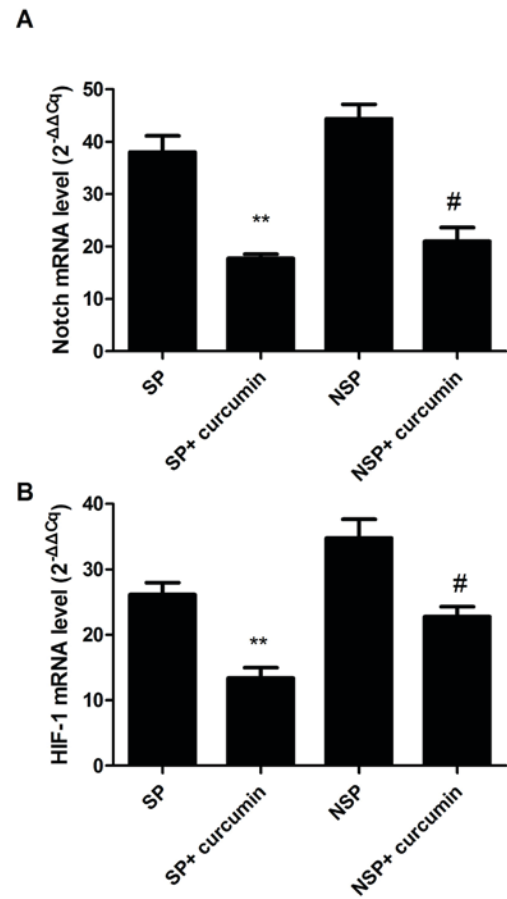 A
Notch mRNA level (2^-ΔΔCq)
50
40
30
20
10
0
**
#
SP
SP+ curcumin
NSP
NSP+ curcumin
B
HIF-1 mRNA level (2^-ΔΔCq)
40
30
20
10
0
**
#
SP
SP+ curcumin
NSP
NSP+ curcumin